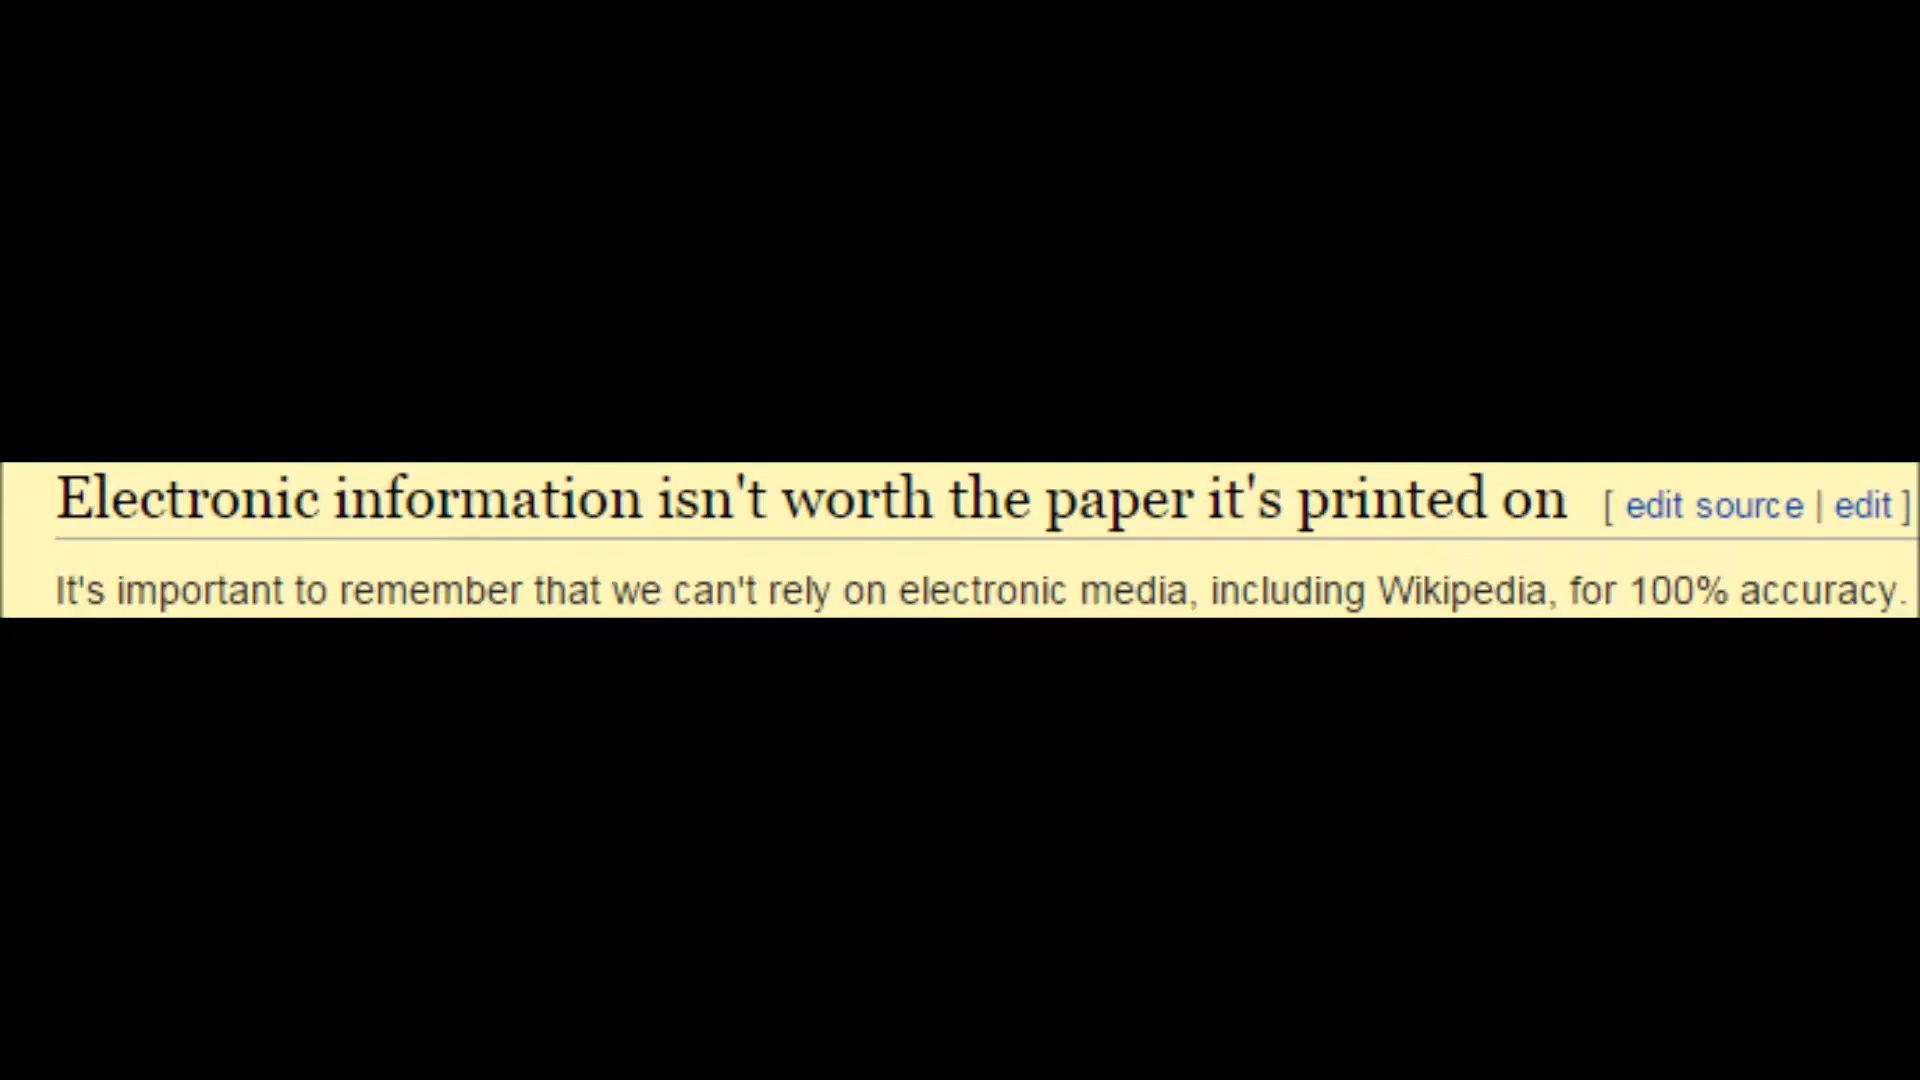 Electronic information isn't worth the paper it's printed on [ edit source | edit ]
It's important to remember that we can't rely on electronic media, including Wikipedia, for 100% accuracy.